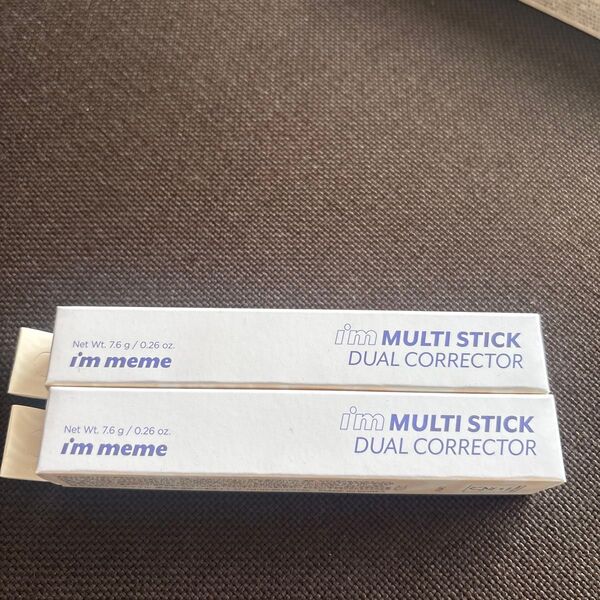 Net Wt. 7.6 g / 0.26 oz.
i'm meme
i'm MULTI STICK
DUAL CORRECTOR
Net Wt. 7.6 g / 0.26 oz.
i'm meme
i'm MULTI STICK
DUAL CORRECTOR